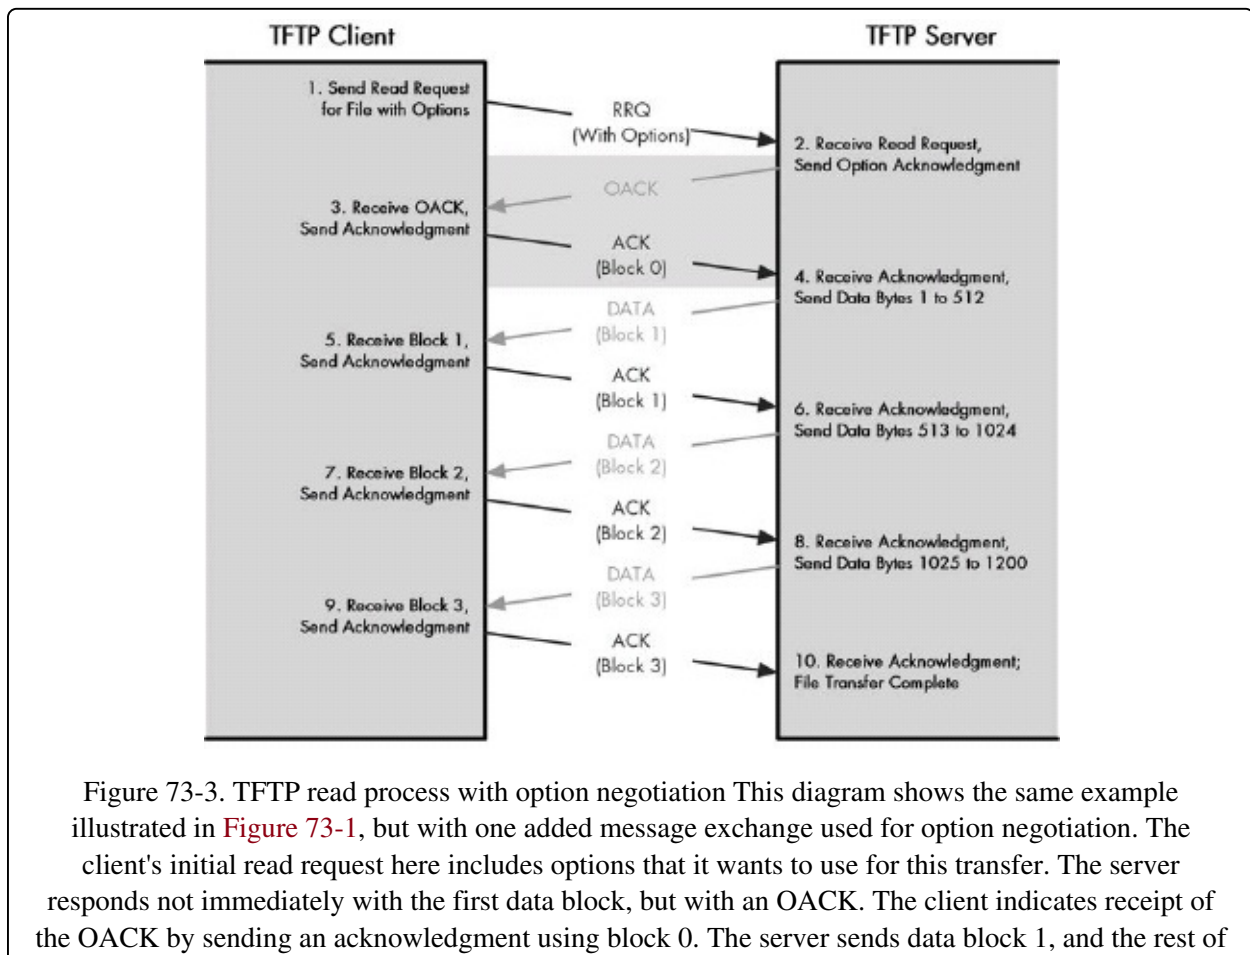 TFTP Client
TFTP Server
1. Send Read Request
for File with Options
RRQ
(With Options)
2. Receive Read Request,
Send Option Acknowledgment
OACK
3. Receive OACK,
Send Acknowledgment
ACK
(Block 0)
4. Receive Acknowledgment,
Send Data Bytes 1 to 512
DATA
(Block 1)
5. Receive Block 1,
Send Acknowledgment
ACK
(Block 1)
6. Receive Acknowledgment,
Send Data Bytes 513 to 1024
DATA
(Block 2)
7. Receive Block 2,
Send Acknowledgment
ACK
(Block 2)
8. Receive Acknowledgment,
Send Data Bytes 1025 to 1200
DATA
(Block 3)
9. Receive Block 3,
Send Acknowledgment
ACK
(Block 3)
10. Receive Acknowledgment;
File Transfer Complete
Figure 73-3. TFTP read process with option negotiation This diagram shows the same example
illustrated in Figure 73-1, but with one added message exchange used for option negotiation. The
client's initial read request here includes options that it wants to use for this transfer. The server
responds not immediately with the first data block, but with an OACK. The client indicates receipt of
the OACK by sending an acknowledgment using block 0. The server sends data block 1, and the rest of